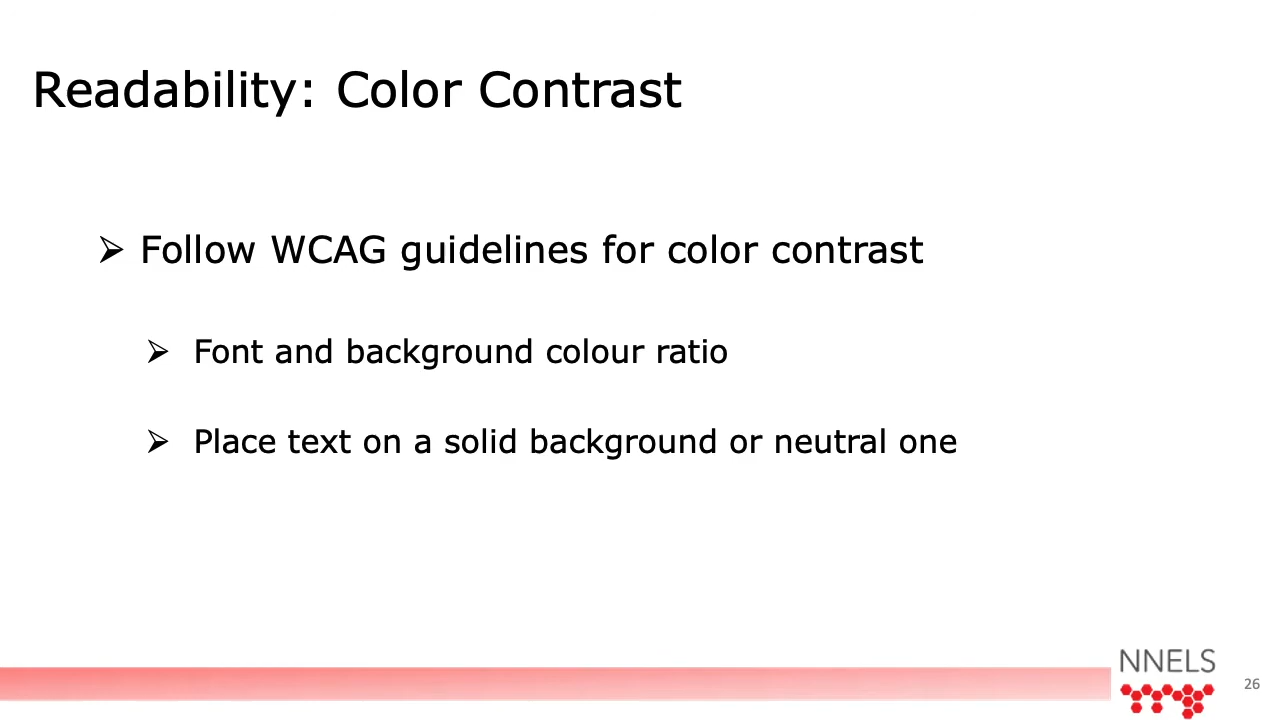 Readability: Color Contrast
➢ Follow WCAG guidelines for color contrast
➢ Font and background colour ratio
➢ Place text on a solid background or neutral one
NNELS
26